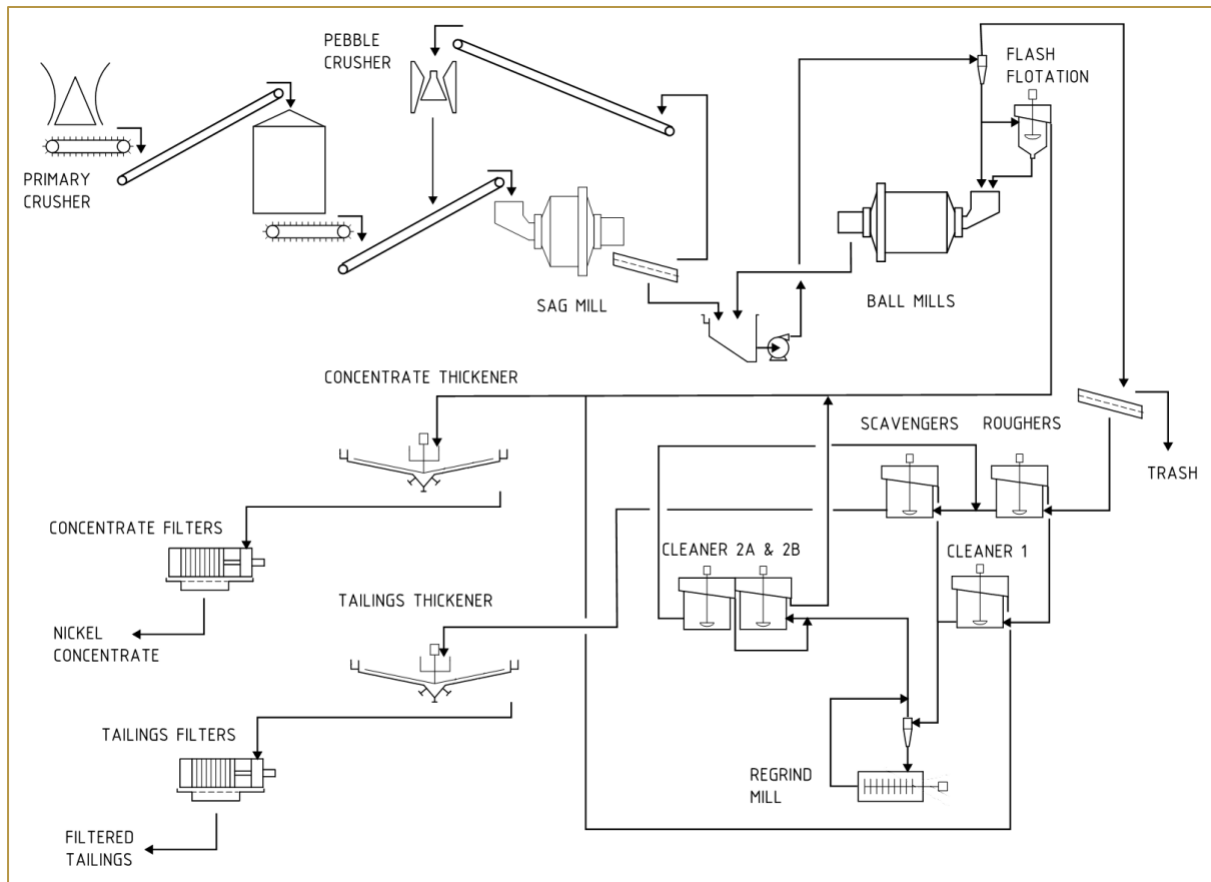 PEBBLE
CRUSHER
FLASH
FLOTATION
PRIMARY
CRUSHER
SAG MILL
BALL MILLS
CONCENTRATE THICKENER
SCAVENGERS
ROUGHERS
TRASH
CONCENTRATE FILTERS
CLEANER 2A & 2B
CLEANER 1
TAILINGS THICKENER
NICKEL
CONCENTRATE
TAILINGS FILTERS
REGRIND
MILL
FILTERED
TAILINGS